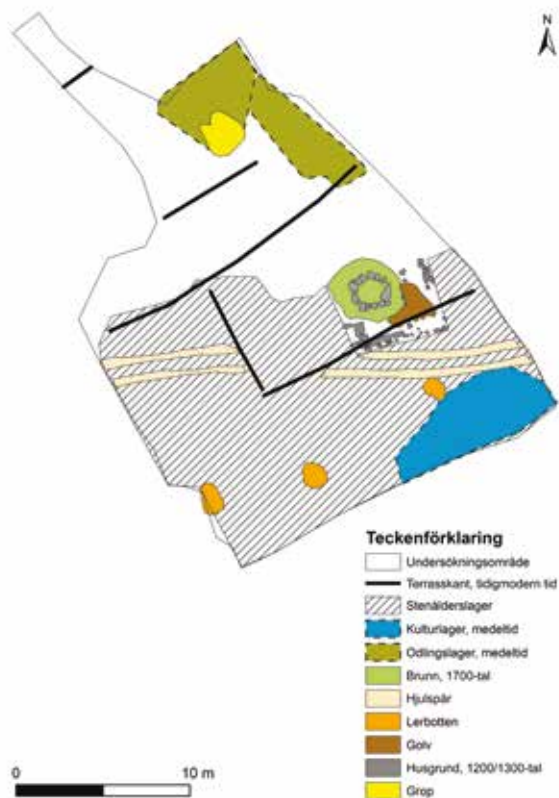 N
Teckenförklaring
Undersökningsområde
Terrasskant, tidigmodern tid
Stenålderslager
Kulturlager, medeltid
Odlingslager, medeltid
Brunn, 1700-tal
Hjulspår
Lerbotten
Golv
Husgrund, 1200/1300-tal
Grop
0 10 m